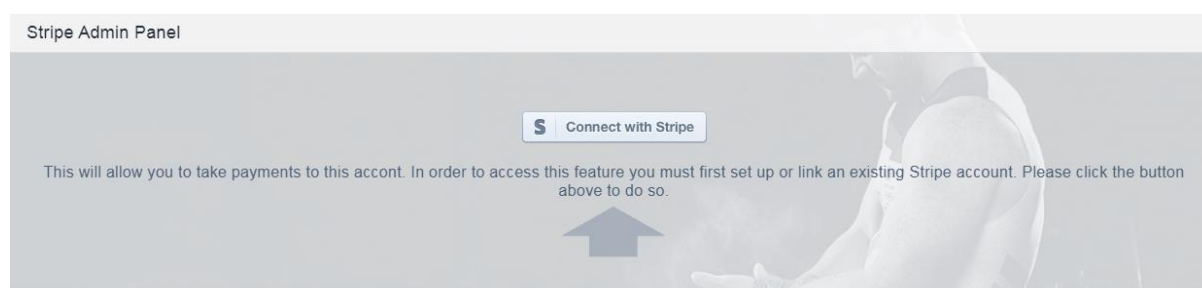 Stripe Admin Panel
S Connect with Stripe
This will allow you to take payments to this accont. In order to access this feature you must first set up or link an existing Stripe account. Please click the button
above to do so.